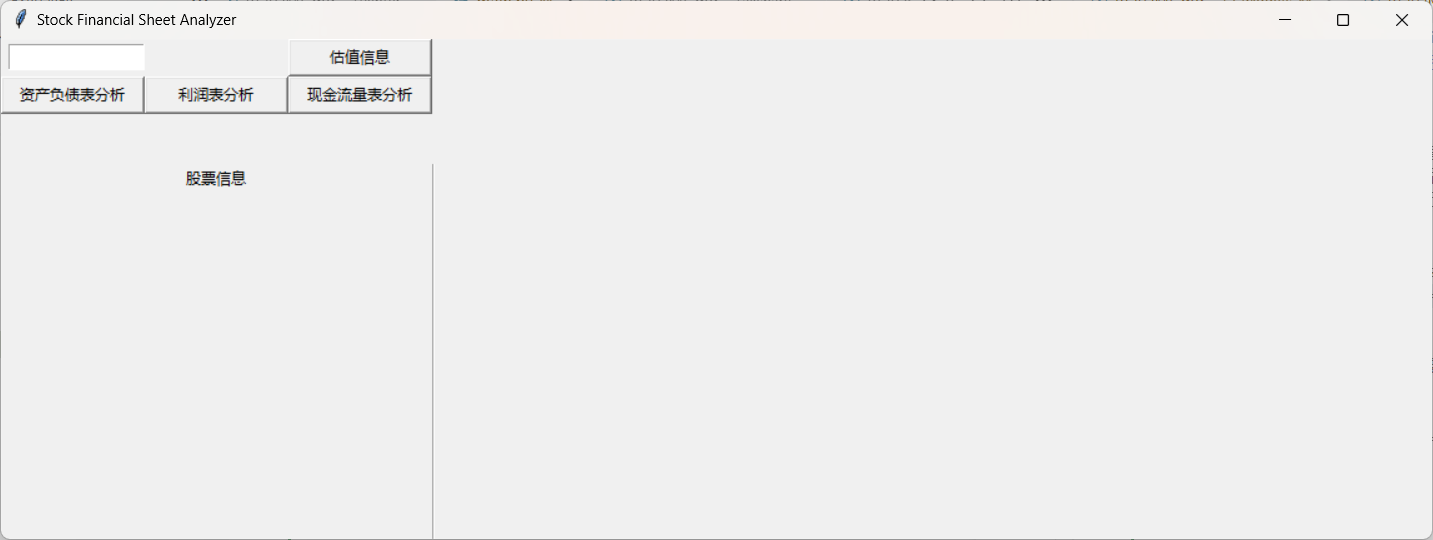 Stock Financial Sheet Analyzer
估值信息
资产负债表分析 利润表分析 现金流量表分析
股票信息